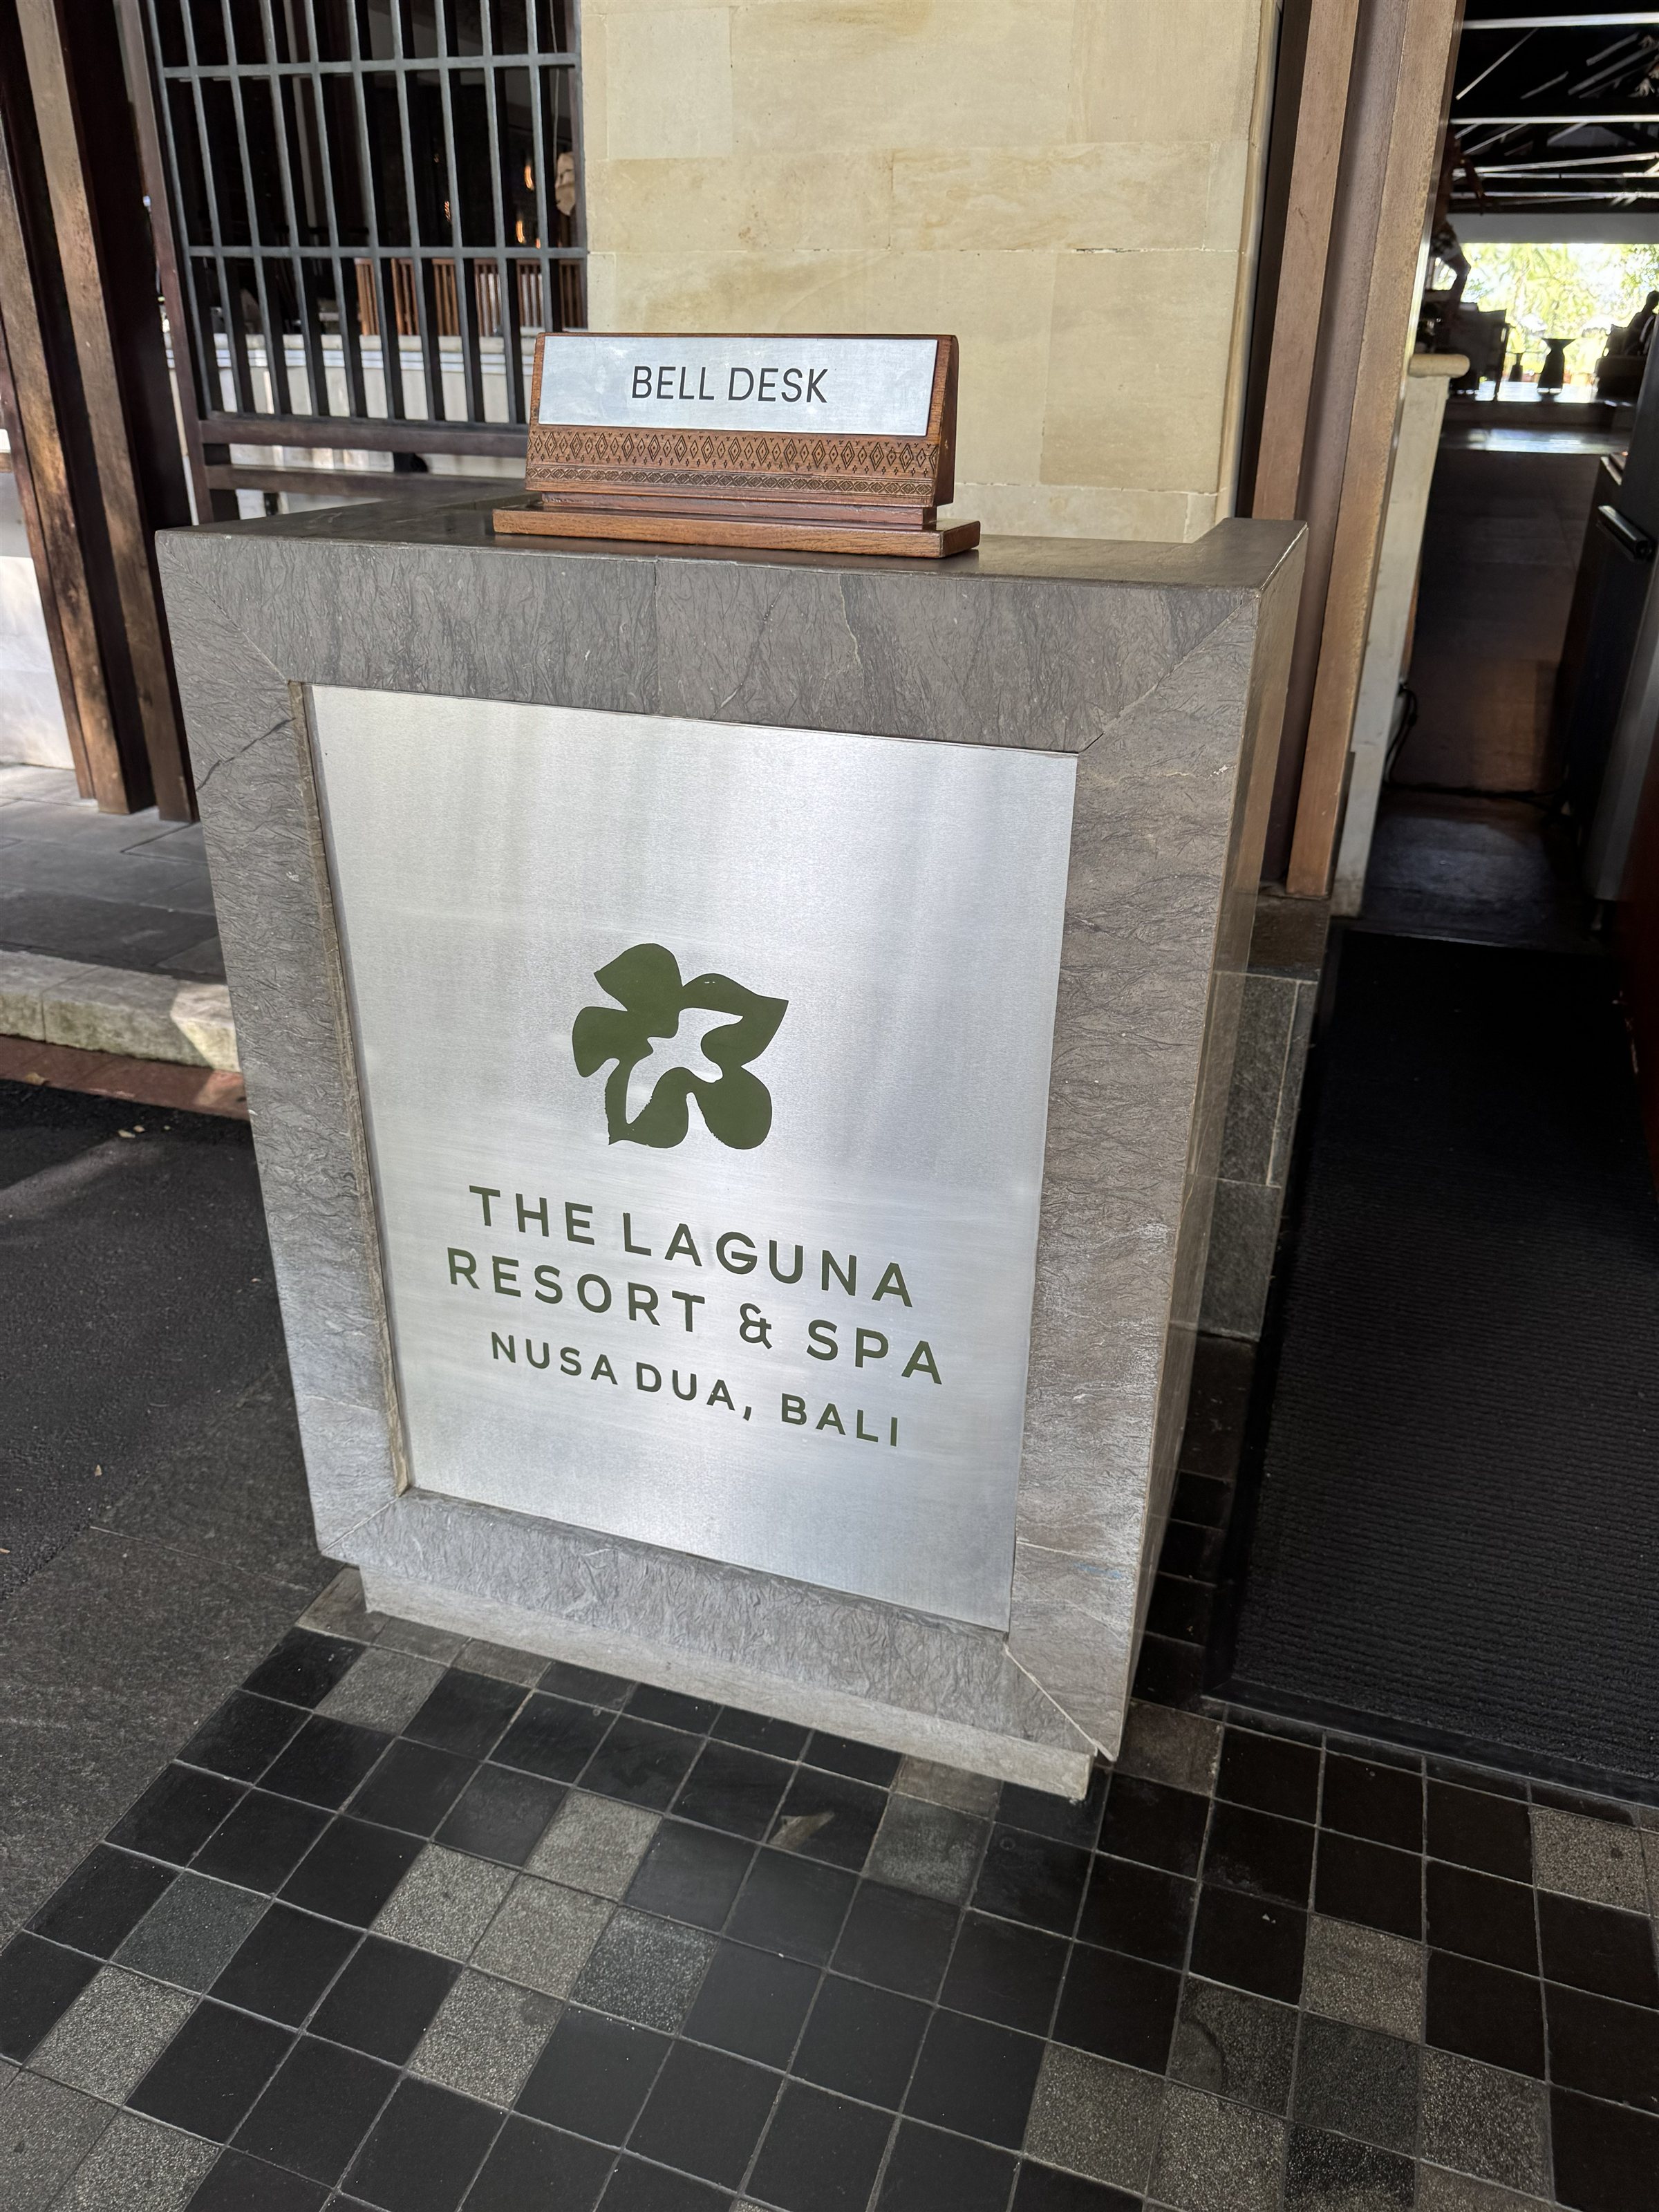 BELL DESK
THE LAGUNA
RESORT & SPA
NUSA DUA, BALI